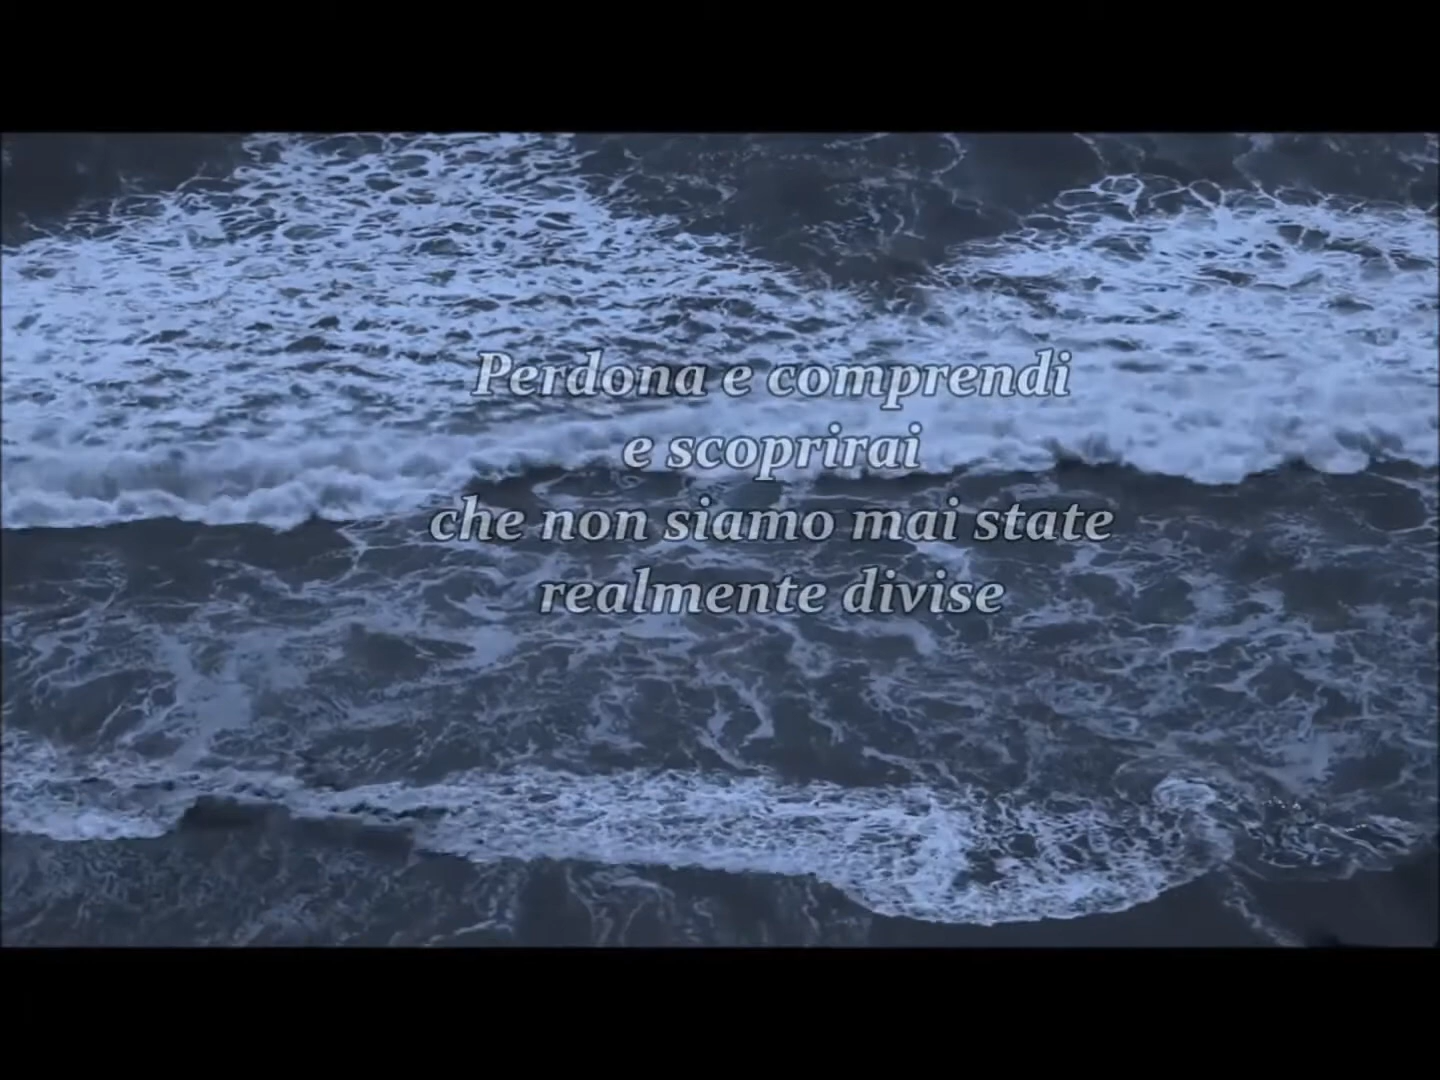 Perdona e comprendi
e scoprirai
che non siamo mai state
realmente divise